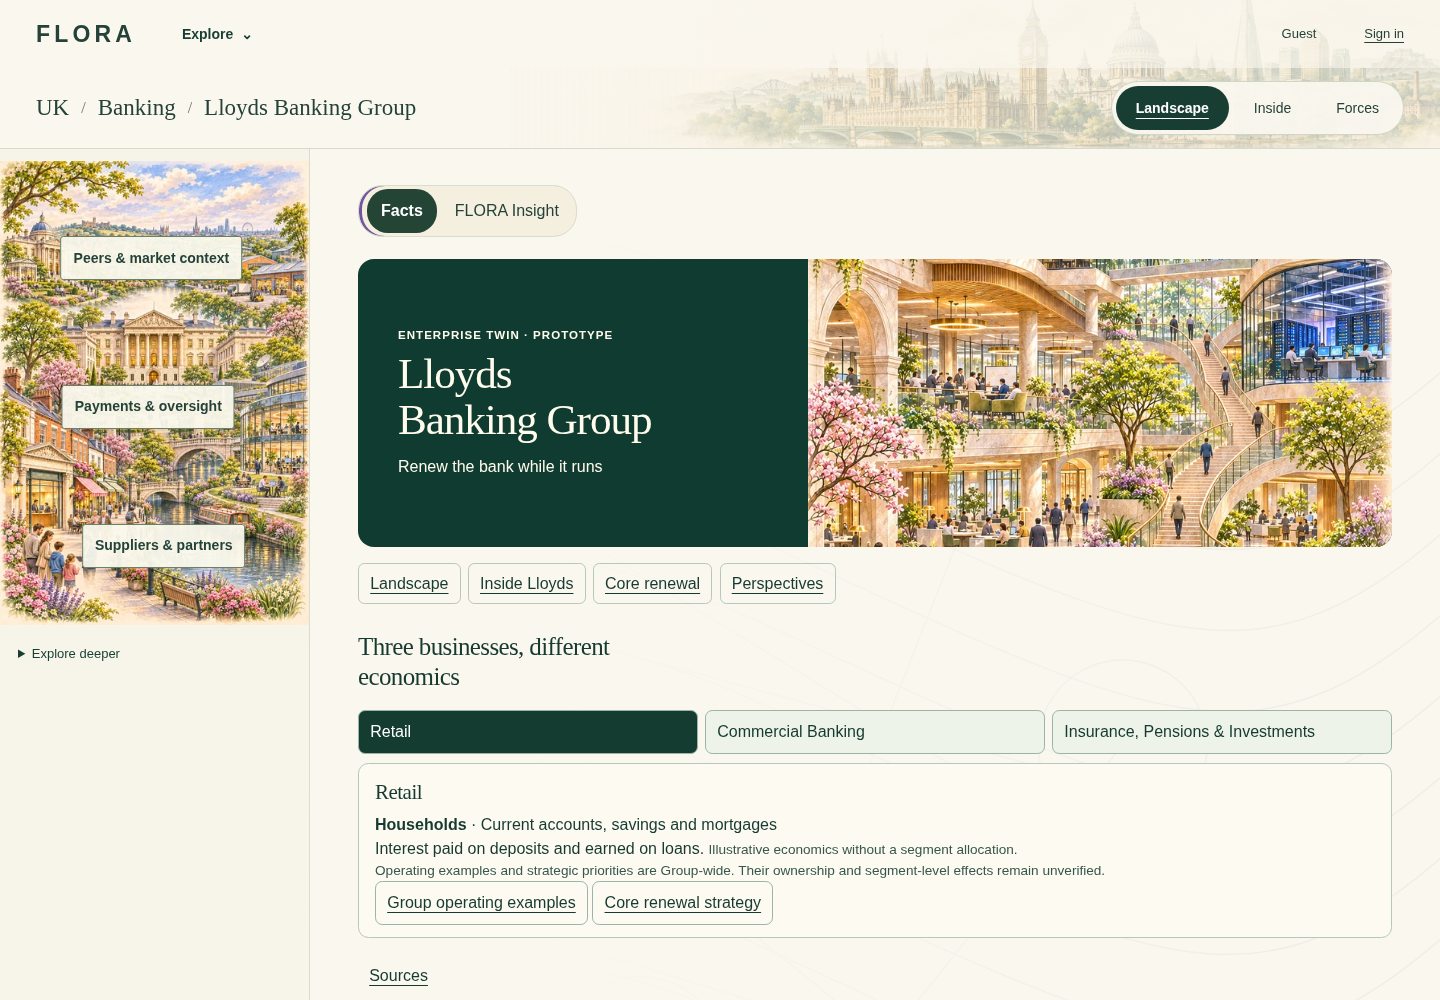 FLORA
Explore
Guest
Sign in
UK / Banking / Lloyds Banking Group
Landscape
Inside
Forces
Peers & market context
Payments & oversight
Suppliers & partners
Explore deeper
Facts
FLORA Insight
ENTERPRISE TWIN · PROTOTYPE
Lloyds
Banking Group
Renew the bank while it runs
Landscape
Inside Lloyds
Core renewal
Perspectives
Three businesses, different
economics
Retail
Commercial Banking
Insurance, Pensions & Investments
Retail
Households · Current accounts, savings and mortgages
Interest paid on deposits and earned on loans. Illustrative economics without a segment allocation.
Operating examples and strategic priorities are Group-wide. Their ownership and segment-level effects remain unverified.
Group operating examples
Core renewal strategy
Sources